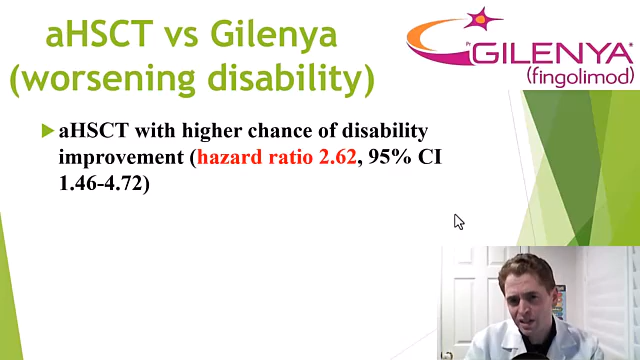 aHSCT vs Gilenya
(worsening disability)
GILENYA
(fingolimod)
aHSCT with higher chance of disability
improvement (hazard ratio 2.62, 95% CI
1.46-4.72)